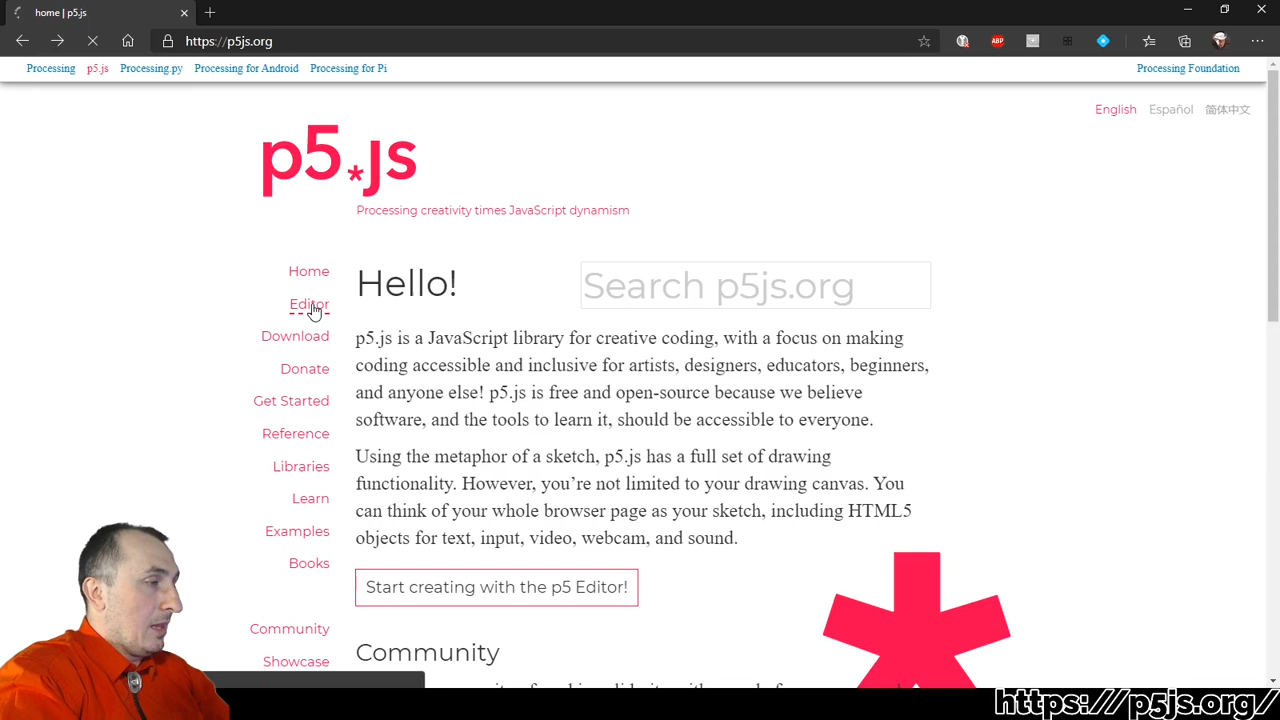 home | p5.js
https://p5js.org
ABP
Processing p5.js Processing.py Processing for Android Processing for Pi Processing Foundation
English Español 简体中文
p5*js
Processing creativity times JavaScript dynamism
Home
Editor
Download
Donate
Get Started
Reference
Libraries
Learn
Examples
Books
Community
Showcase
Hello!
Search p5js.org
p5.js is a JavaScript library for creative coding, with a focus on making
coding accessible and inclusive for artists, designers, educators, beginners,
and anyone else! p5.js is free and open-source because we believe
software, and the tools to learn it, should be accessible to everyone.
Using the metaphor of a sketch, p5.js has a full set of drawing
functionality. However, you’re not limited to your drawing canvas. You
can think of your whole browser page as your sketch, including HTML5
objects for text, input, video, webcam, and sound.
Start creating with the p5 Editor!
Community
https://p5js.org/